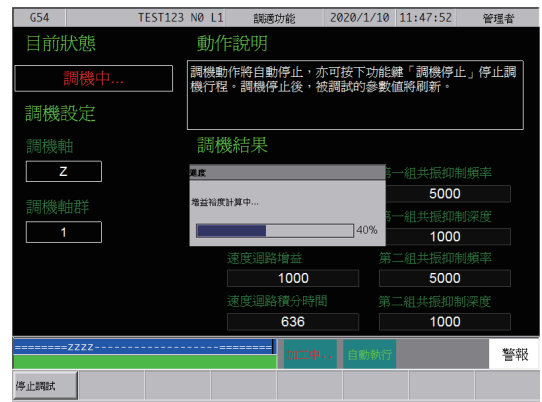 G54 TEST123 N0 L1 調適功能 2020/1/10 11:47:52 管理者
目前狀態
動作說明
調機中...
調機動作將自動停止，亦可按下功能鍵「調機停止」停止調
機行程。調機停止後，被調試的參數值將刷新。
調機設定
調機軸
調機結果
Z
進度
第一組共振抑制頻率
5000
增益裕度計算中...
調機軸群
第一組共振抑制深度
40%
1
1000
速度迴路增益
第二組共振抑制頻率
1000
5000
速度迴路積分時間
第二組共振抑制深度
636
1000
========ZZZZ--------------------========
加工中..
自動執行
警報
停止調試